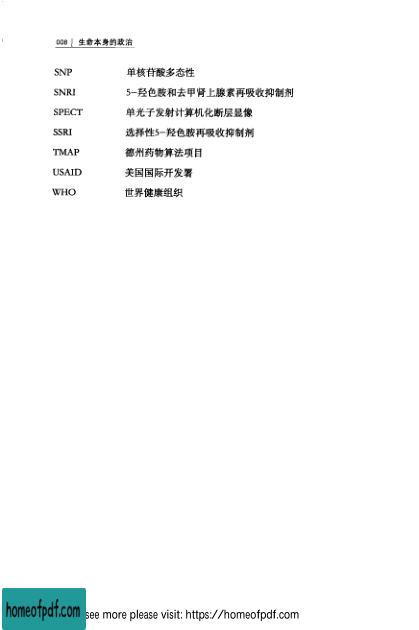 008 | 生命本身的政治
SNP 单核苷酸多态性
SNRI 5-羟色胺和去甲肾上腺素再吸收抑制剂
SPECT 单光子发射计算机化断层显像
SSRI 选择性5-羟色胺再吸收抑制剂
TMAP 德州药物算法项目
USAID 美国国际开发署
WHO 世界健康组织
homeofpdf.com see more please visit: https://homeofpdf.com